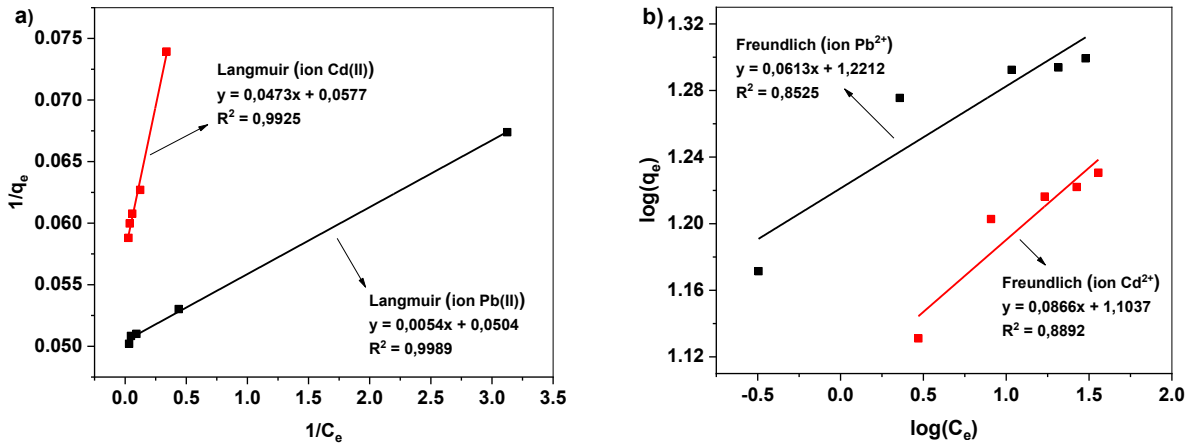 a)
0.075
0.070
0.065
0.060
0.055
0.050
1/qe
Langmuir (ion Cd(II))
y = 0,0473x + 0,0577
R² = 0,9925
Langmuir (ion Pb(II))
y = 0,0054x + 0,0504
R² = 0,9989
0.0 0.5 1.0 1.5 2.0 2.5 3.0 3.5
1/Ce
b)
1.32
1.28
1.24
1.20
1.16
1.12
log(qe)
Freundlich (ion Pb²⁺)
y = 0,0613x + 1,2212
R² = 0,8525
Freundlich (ion Cd²⁺)
y = 0,0866x + 1,1037
R² = 0,8892
-0.5 0.0 0.5 1.0 1.5 2.0
log(Ce)